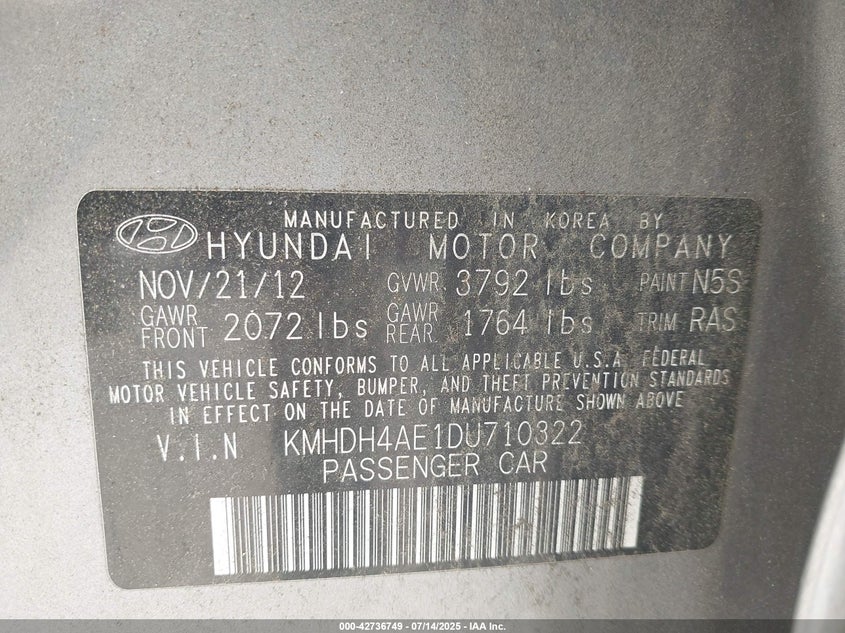 MANUFACTURED IN KOREA BY
HYUNDAI MOTOR COMPANY
NOV/21/12 GVWR 3792 lbs PAINT N5S
GAWR FRONT 2072 lbs GAWR REAR. 1764 lbs TRIM RAS
THIS VEHICLE CONFORMS TO ALL APPLICABLE U.S.A. FEDERAL
MOTOR VEHICLE SAFETY, BUMPER, AND THEFT PREVENTION STANDARDS
IN EFFECT ON THE DATE OF MANUFACTURE SHOWN ABOVE
V.I.N KMHDH4AE1DU710322
PASSENGER CAR
000-42736749 - 07/14/2025 - IAA Inc.